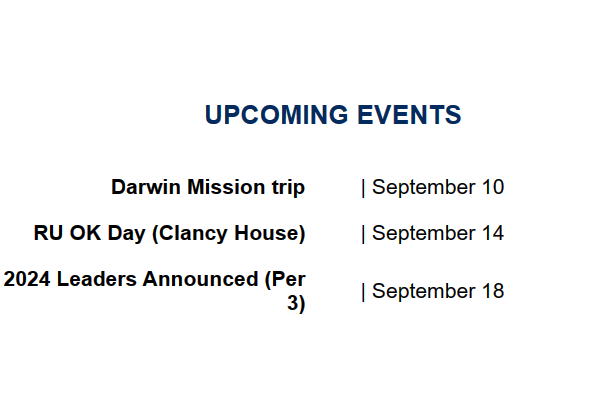 UPCOMING EVENTS
Darwin Mission trip | September 10
RU OK Day (Clancy House) | September 14
2024 Leaders Announced (Per
3) | September 18